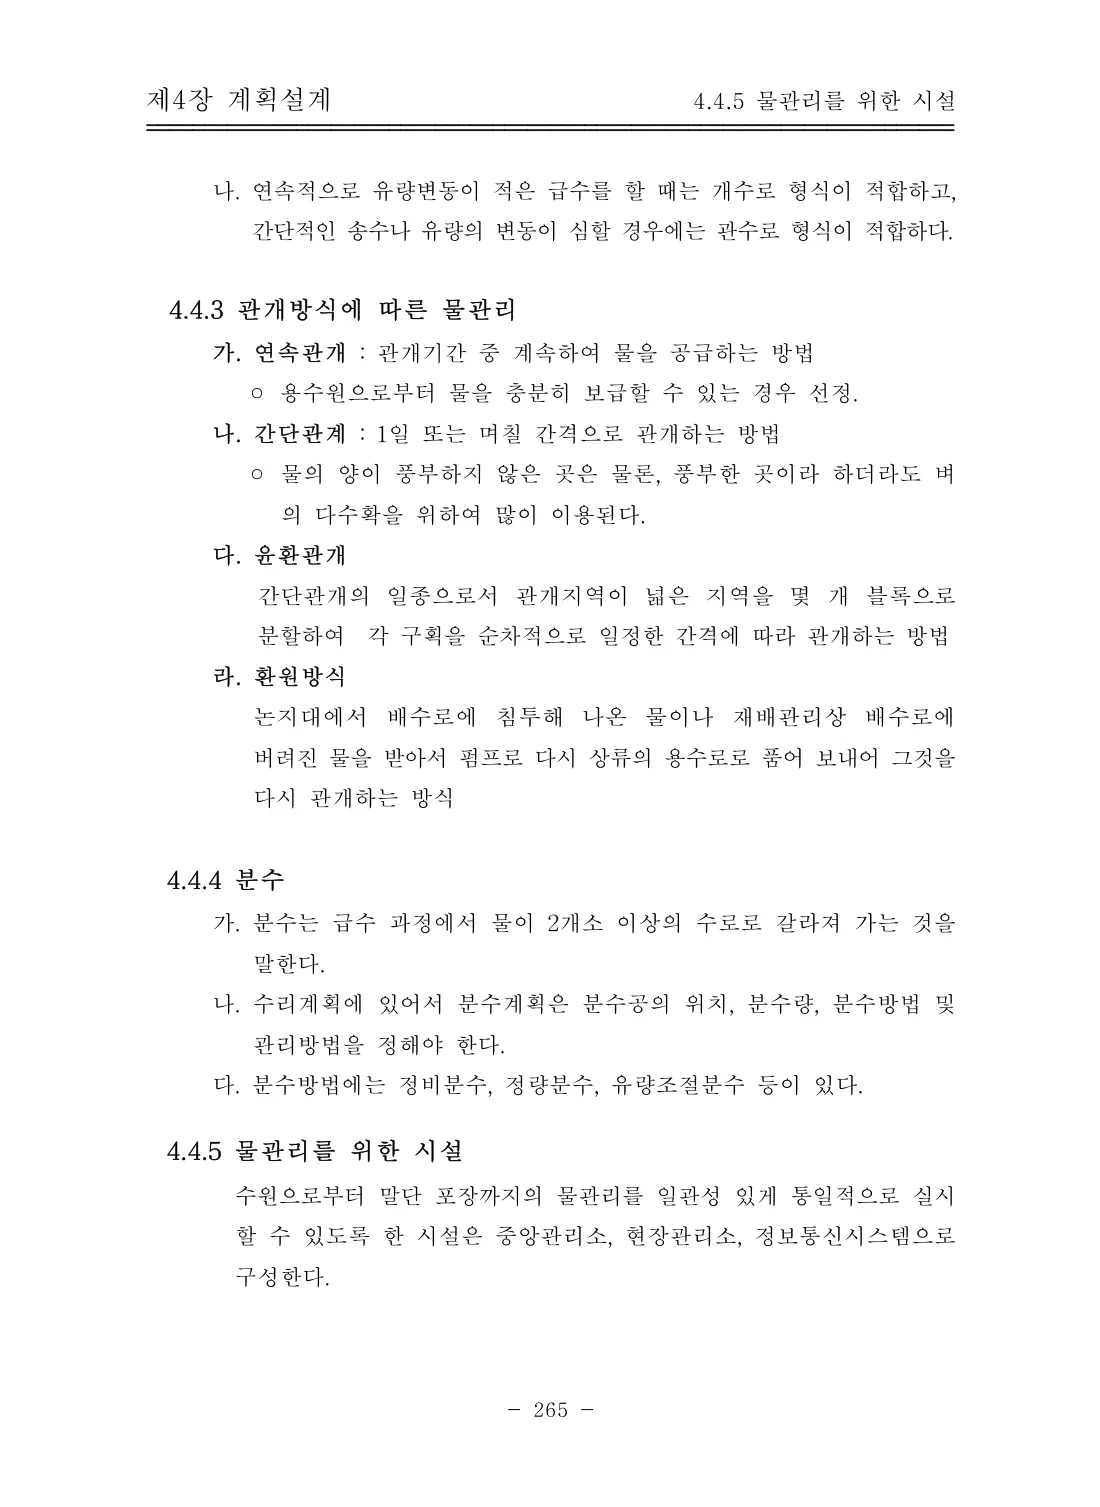 제4장 계획설계
4.4.5 물관리를 위한 시설
나. 연속적으로 유량변동이 적은 급수를 할 때는 개수로 형식이 적합하고,
간단적인 송수나 유량의 변동이 심할 경우에는 관수로 형식이 적합하다.
4.4.3 관개방식에 따른 물관리
가. 연속관개 : 관개기간 중 계속하여 물을 공급하는 방법
○ 용수원으로부터 물을 충분히 보급할 수 있는 경우 선정.
나. 간단관계 : 1일 또는 며칠 간격으로 관개하는 방법
○ 물의 양이 풍부하지 않은 곳은 물론, 풍부한 곳이라 하더라도 벼
의 다수확을 위하여 많이 이용된다.
다. 윤환관개
간단관개의 일종으로서 관개지역이 넓은 지역을 몇 개 블록으로
분할하여 각 구획을 순차적으로 일정한 간격에 따라 관개하는 방법
라. 환원방식
논지대에서 배수로에 침투해 나온 물이나 재배관리상 배수로에
버려진 물을 받아서 펌프로 다시 상류의 용수로로 품어 보내어 그것을
다시 관개하는 방식
4.4.4 분수
가. 분수는 급수 과정에서 물이 2개소 이상의 수로로 갈라져 가는 것을
말한다.
나. 수리계획에 있어서 분수계획은 분수공의 위치, 분수량, 분수방법 및
관리방법을 정해야 한다.
다. 분수방법에는 정비분수, 정량분수, 유량조절분수 등이 있다.
4.4.5 물관리를 위한 시설
수원으로부터 말단 포장까지의 물관리를 일관성 있게 통일적으로 실시
할 수 있도록 한 시설은 중앙관리소, 현장관리소, 정보통신시스템으로
구성한다.
- 265 -